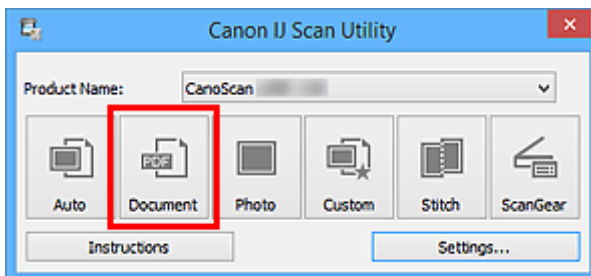 Canon IJ Scan Utility
Product Name: CanoScan
PDF
Auto Document Photo Custom Stitch ScanGear
Instructions Settings...